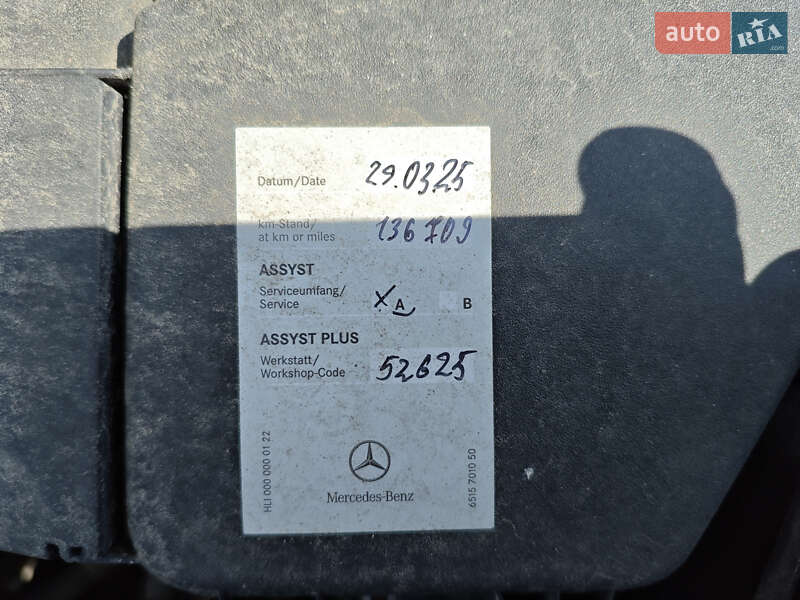 auto RIA.com
Datum/Date 29.03.25
km-Stand/
at km or miles 136709
ASSYST
Serviceumfang/
Service X A B
ASSYST PLUS
Werkstatt/
Workshop-Code 52625
HLI 000 000 01 22
Mercedes-Benz
6515 7010 50